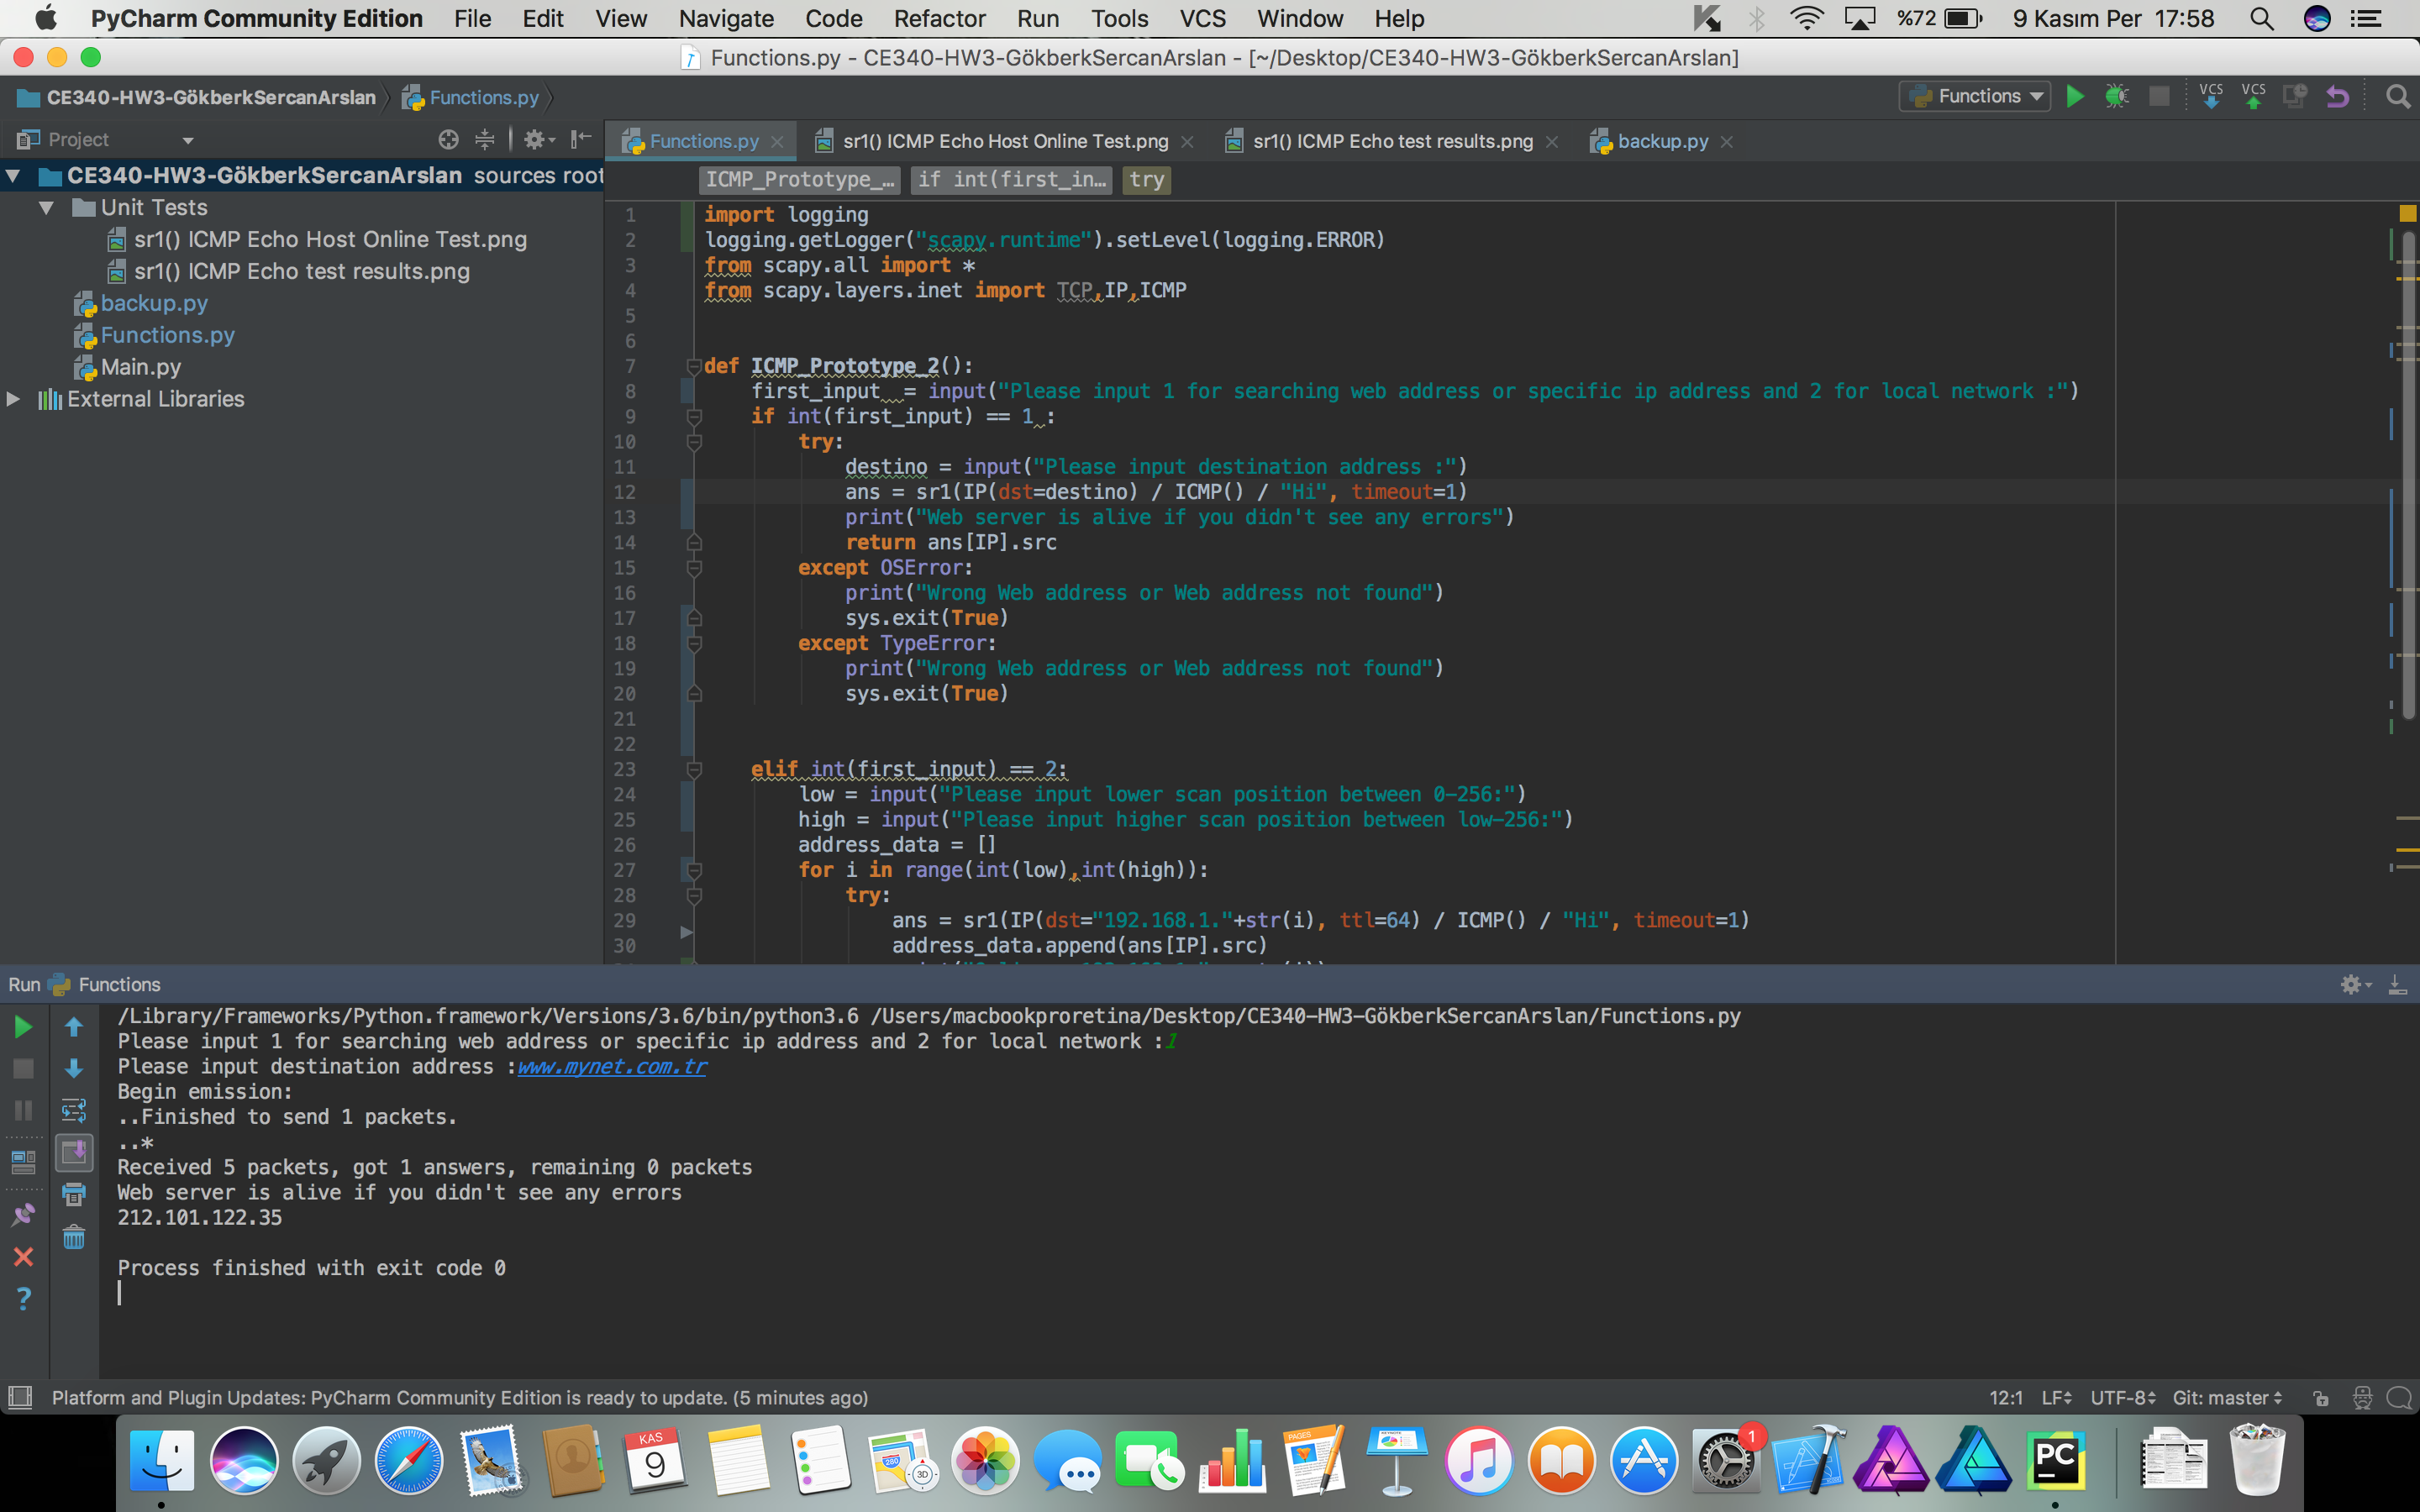 PyCharm Community Edition File Edit View Navigate Code Refactor Run Tools VCS Window Help %72 9 Kasım Per 17:58
Functions.py - CE340-HW3-GökberkSercanArslan - [~/Desktop/CE340-HW3-GökberkSercanArslan]
CE340-HW3-GökberkSercanArslan Functions.py Functions VCS VCS
Project
Functions.py sr1() ICMP Echo Host Online Test.png sr1() ICMP Echo test results.png backup.py
CE340-HW3-GökberkSercanArslan sources root
Unit Tests
sr1() ICMP Echo Host Online Test.png
sr1() ICMP Echo test results.png
backup.py
Functions.py
Main.py
External Libraries
ICMP_Prototype_… if int(first_in… try
1 import logging
2 logging.getLogger("scapy.runtime").setLevel(logging.ERROR)
3 from scapy.all import *
4 from scapy.layers.inet import TCP,IP,ICMP
5
6
7 def ICMP_Prototype_2():
8 first_input = input("Please input 1 for searching web address or specific ip address and 2 for local network :")
9 if int(first_input) == 1 :
10 try:
11 destino = input("Please input destination address :")
12 ans = sr1(IP(dst=destino) / ICMP() / "Hi", timeout=1)
13 print("Web server is alive if you didn't see any errors")
14 return ans[IP].src
15 except OSError:
16 print("Wrong Web address or Web address not found")
17 sys.exit(True)
18 except TypeError:
19 print("Wrong Web address or Web address not found")
20 sys.exit(True)
21
22
23 elif int(first_input) == 2:
24 low = input("Please input lower scan position between 0-256:")
25 high = input("Please input higher scan position between low-256:")
26 address_data = []
27 for i in range(int(low),int(high)):
28 try:
29 ans = sr1(IP(dst="192.168.1."+str(i), ttl=64) / ICMP() / "Hi", timeout=1)
30 address_data.append(ans[IP].src)
Run Functions
/Library/Frameworks/Python.framework/Versions/3.6/bin/python3.6 /Users/macbookproretina/Desktop/CE340-HW3-GökberkSercanArslan/Functions.py
Please input 1 for searching web address or specific ip address and 2 for local network :1
Please input destination address :www.mynet.com.tr
Begin emission:
..Finished to send 1 packets.
..*
Received 5 packets, got 1 answers, remaining 0 packets
Web server is alive if you didn't see any errors
212.101.122.35
Process finished with exit code 0
Platform and Plugin Updates: PyCharm Community Edition is ready to update. (5 minutes ago) 12:1 LF UTF-8 Git: master
KAS
9
280
3D
PAGES
1
PC